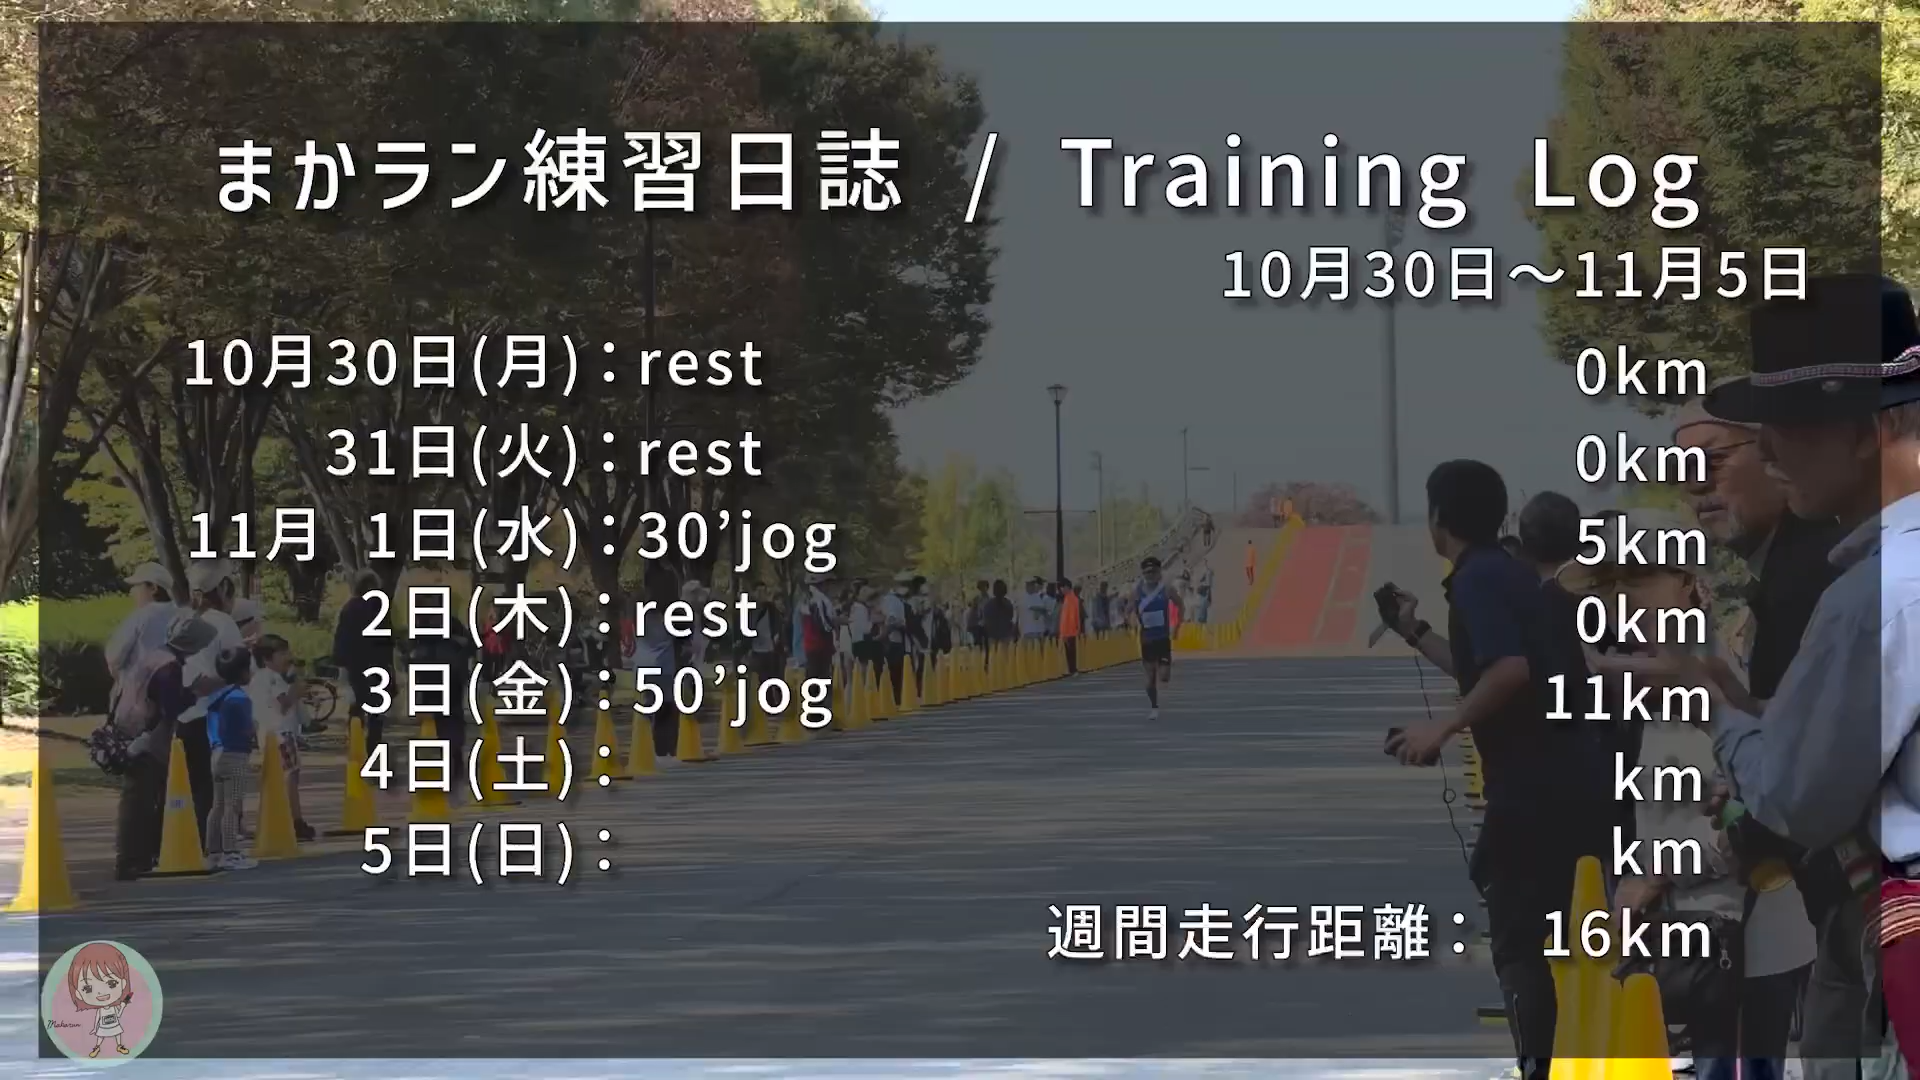 まかラン練習日誌 / Training Log
10月30日～11月5日
10月30日(月)：rest 0km
31日(火)：rest 0km
11月 1日(水)：30’jog 5km
2日(木)：rest 0km
3日(金)：50’jog 11km
4日(土)： km
5日(日)： km
週間走行距離： 16km
Makaran